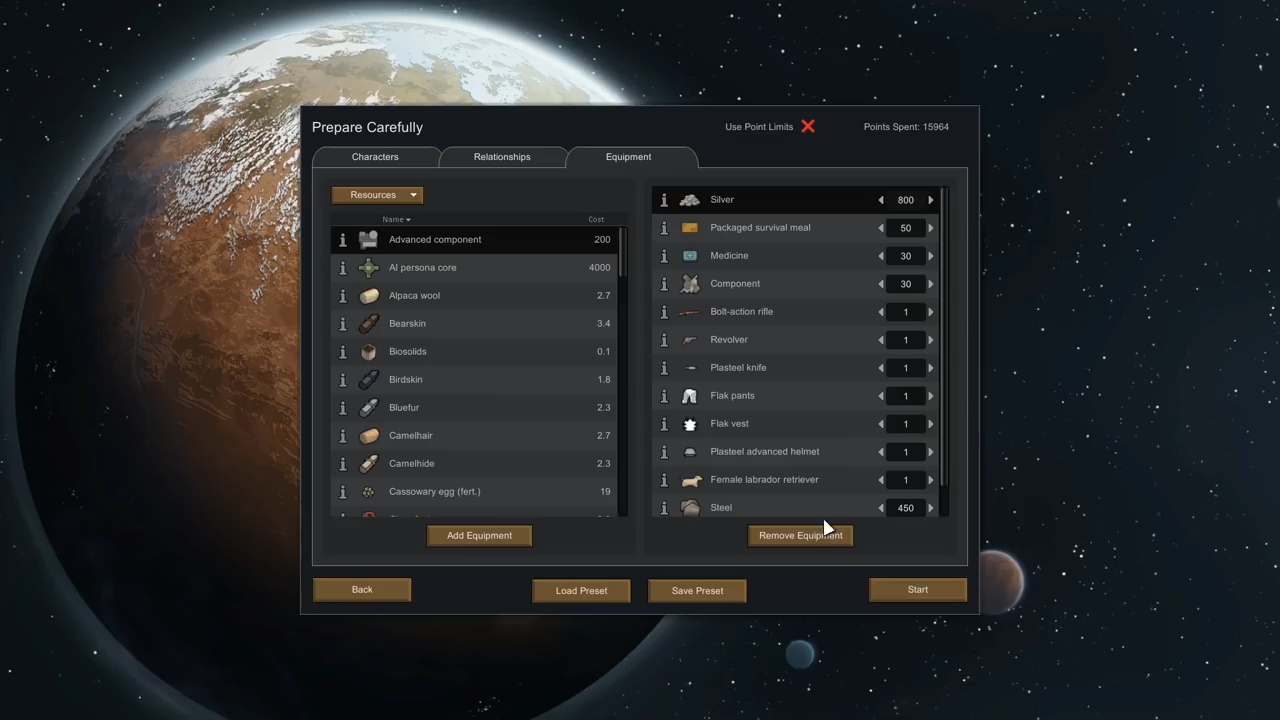 Prepare Carefully
Use Point Limits
Points Spent: 15964
Characters
Relationships
Equipment
Resources
Name
Cost
Advanced component 200
AI persona core 4000
Alpaca wool 2.7
Bearskin 3.4
Biosolids 0.1
Birdskin 1.8
Bluefur 2.3
Camelhair 2.7
Camelhide 2.3
Cassowary egg (fert.) 19
Add Equipment
Silver 800
Packaged survival meal 50
Medicine 30
Component 30
Bolt-action rifle 1
Revolver 1
Plasteel knife 1
Flak pants 1
Flak vest 1
Plasteel advanced helmet 1
Female labrador retriever 1
Steel 450
Remove Equipment
Back
Load Preset
Save Preset
Start